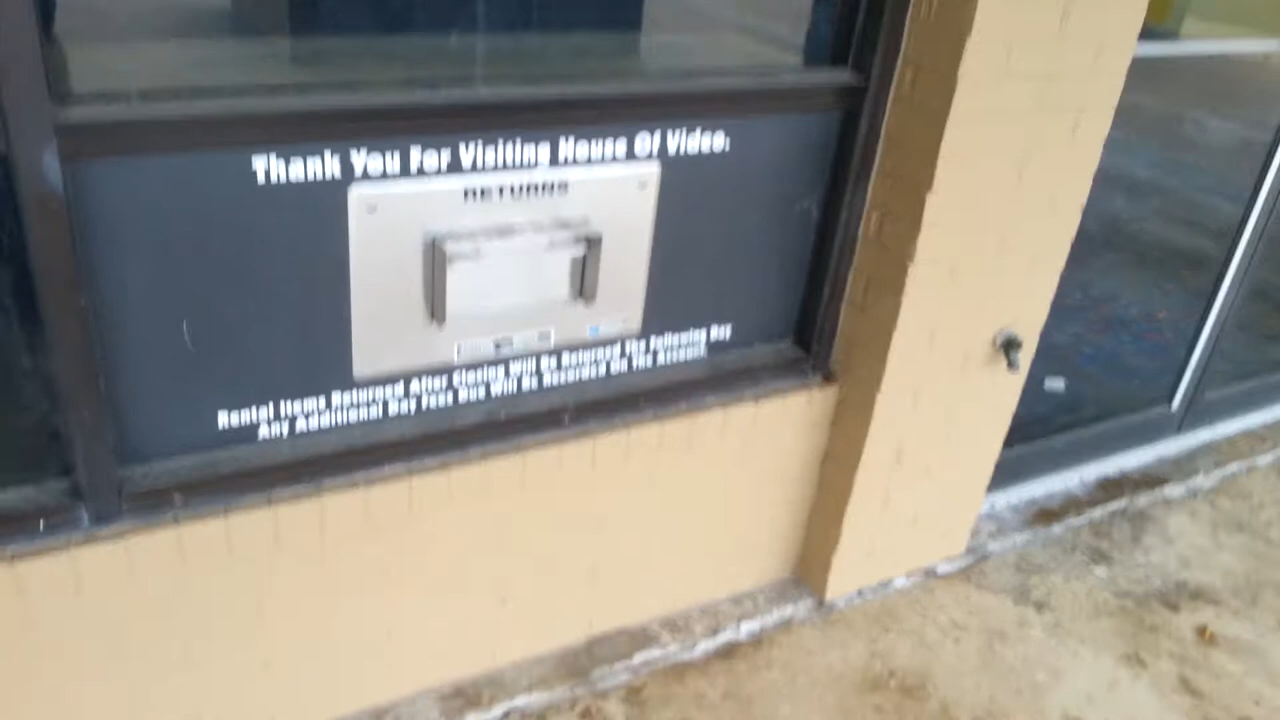 Thank You For Visiting House Of Video.
RETURNS
Rental Items Returned After Closing Will Be Returned The Following Day
Any Additional Day Fees Due Will Be Recorded On The Account